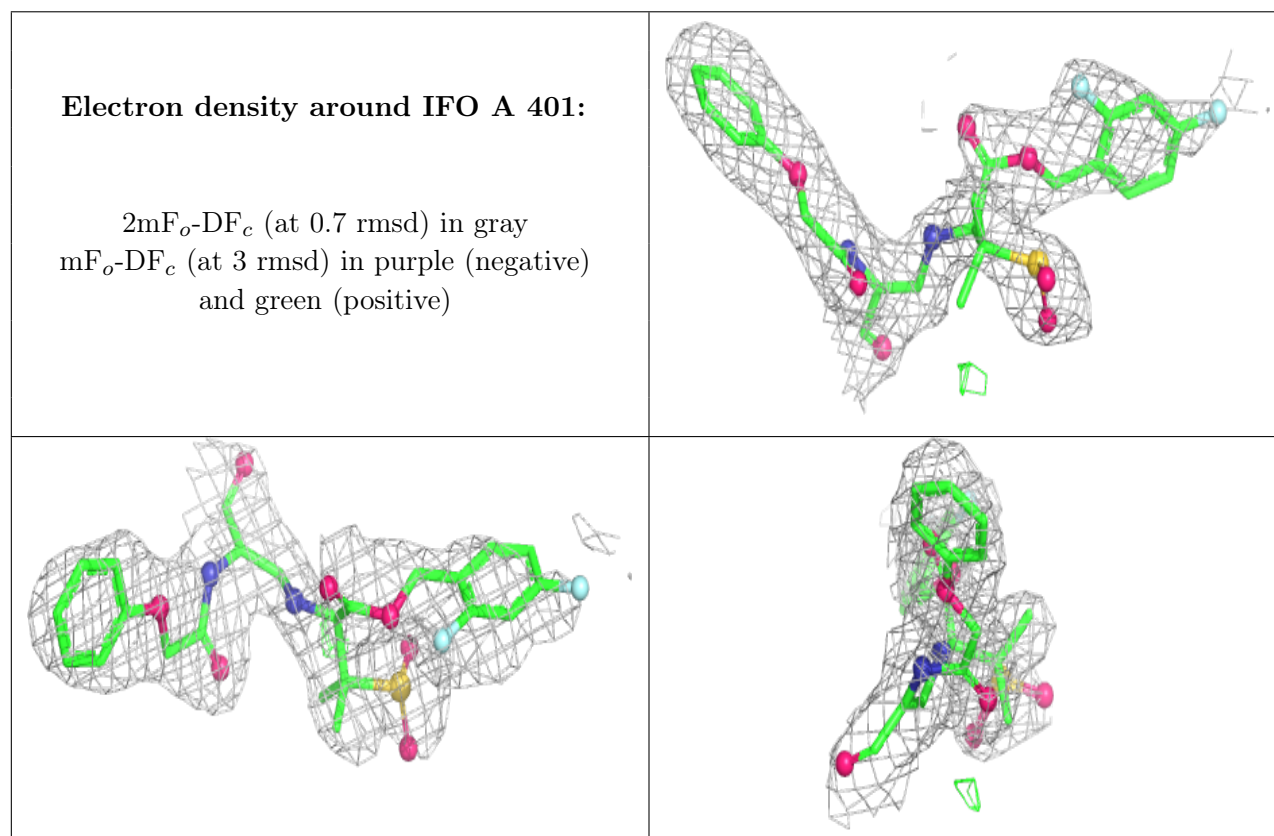 Electron density around IFO A 401:
2mFo-DFc (at 0.7 rmsd) in gray
mFo-DFc (at 3 rmsd) in purple (negative)
and green (positive)